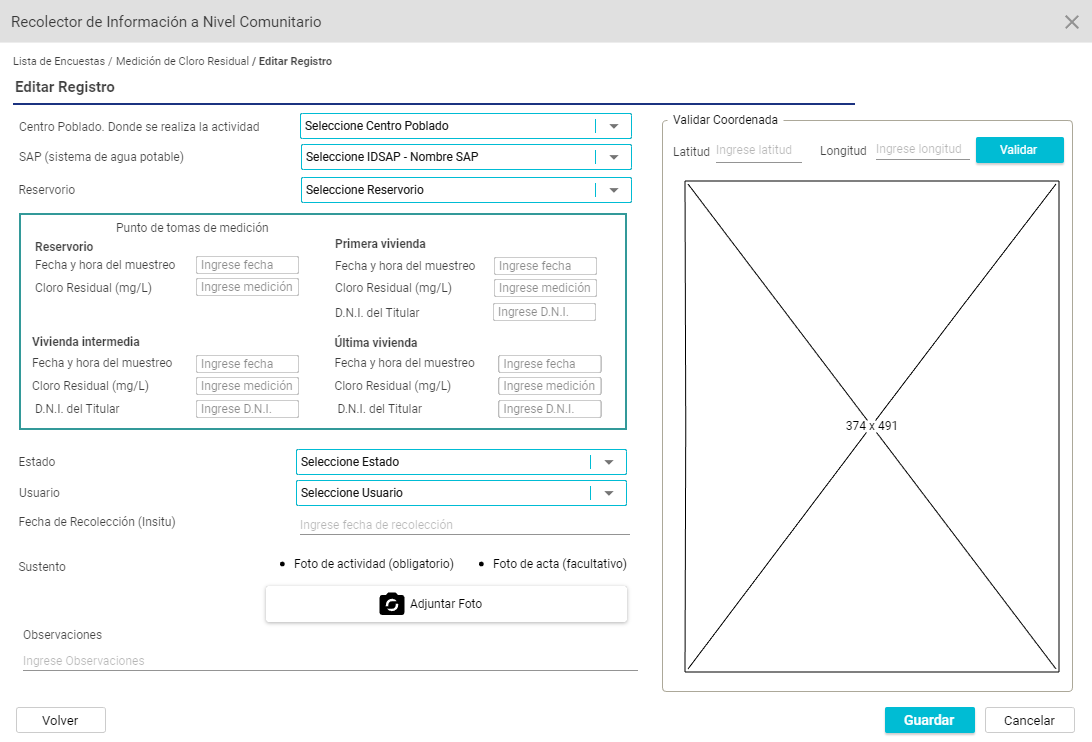 Recolector de Información a Nivel Comunitario
Lista de Encuestas / Medición de Cloro Residual / Editar Registro
Editar Registro
Centro Poblado. Donde se realiza la actividad
Seleccione Centro Poblado
SAP (sistema de agua potable)
Seleccione IDSAP - Nombre SAP
Reservorio
Seleccione Reservorio
Punto de tomas de medición
Reservorio
Fecha y hora del muestreo
Ingrese fecha
Cloro Residual (mg/L)
Ingrese medición
Primera vivienda
Fecha y hora del muestreo
Ingrese fecha
Cloro Residual (mg/L)
Ingrese medición
D.N.I. del Titular
Ingrese D.N.I.
Vivienda intermedia
Fecha y hora del muestreo
Ingrese fecha
Cloro Residual (mg/L)
Ingrese medición
D.N.I. del Titular
Ingrese D.N.I.
Última vivienda
Fecha y hora del muestreo
Ingrese fecha
Cloro Residual (mg/L)
Ingrese medición
D.N.I. del Titular
Ingrese D.N.I.
Estado
Seleccione Estado
Usuario
Seleccione Usuario
Fecha de Recolección (Insitu)
Ingrese fecha de recolección
Sustento
• Foto de actividad (obligatorio)
• Foto de acta (facultativo)
Adjuntar Foto
Observaciones
Ingrese Observaciones
Validar Coordenada
Latitud
Ingrese latitud
Longitud
Ingrese longitud
Validar
374 x 491
Volver
Guardar
Cancelar